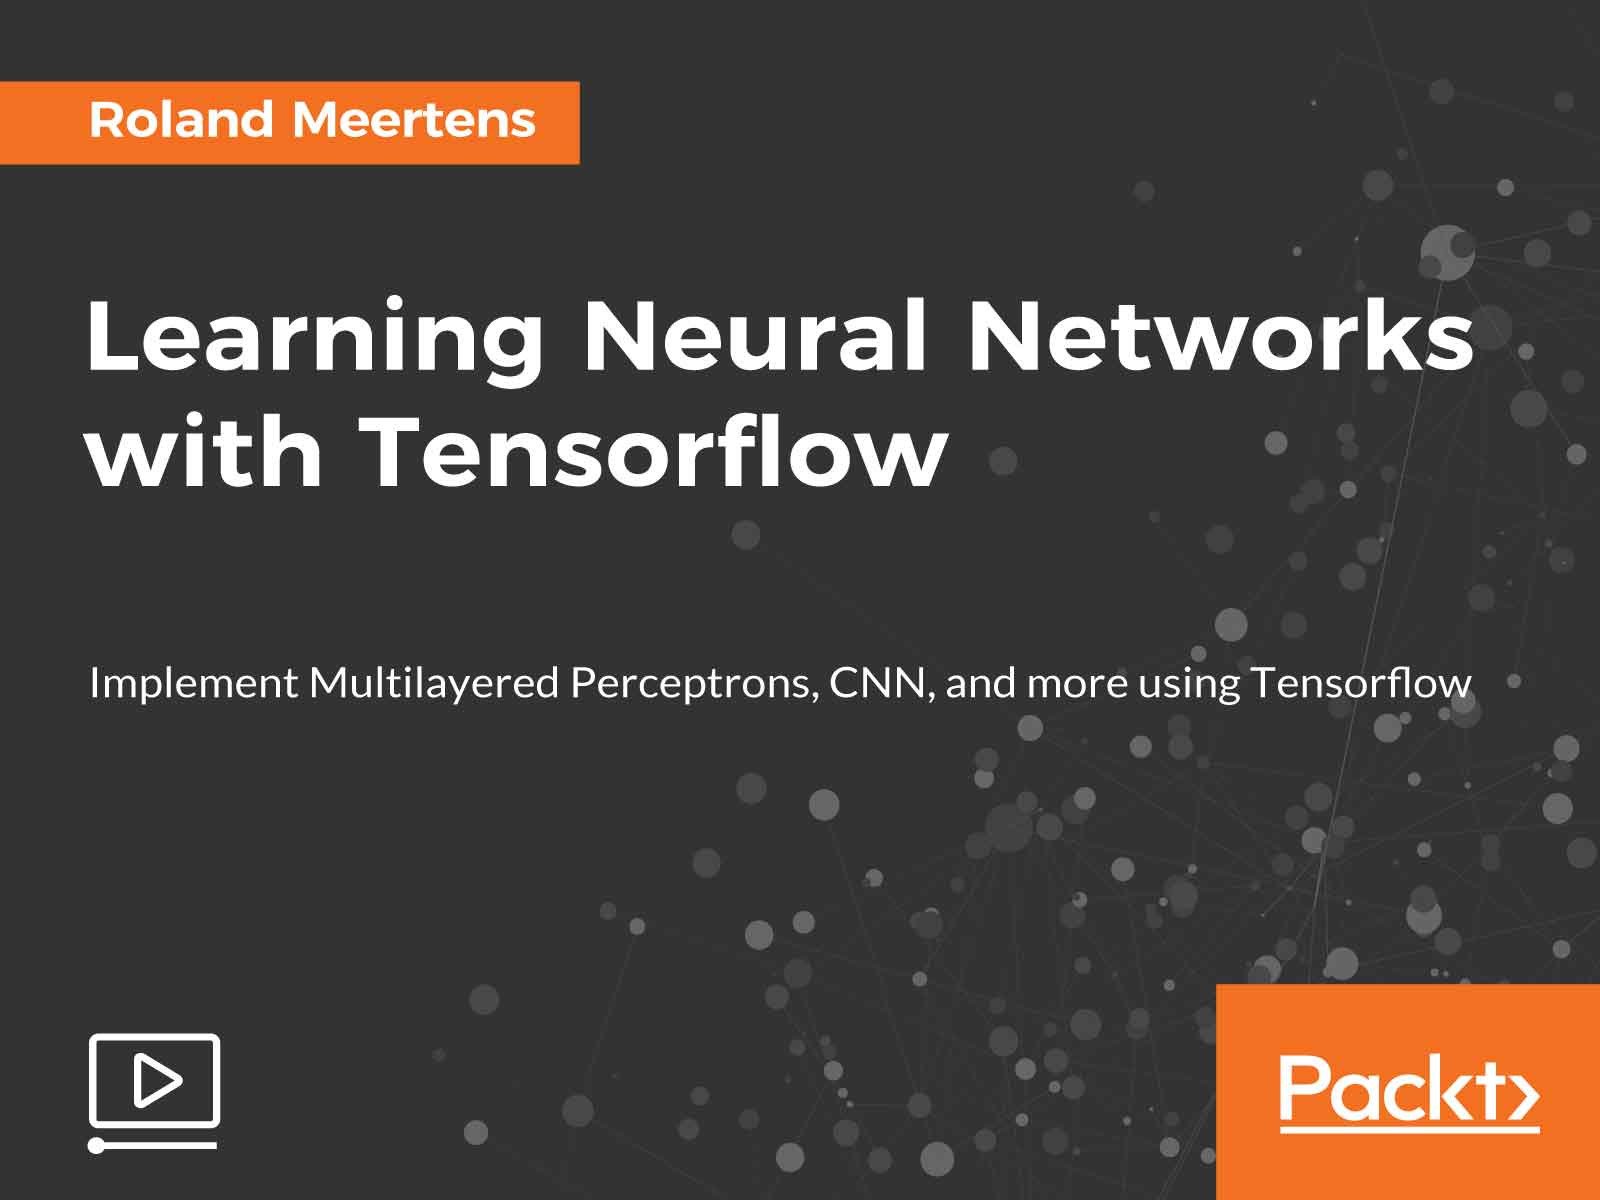 Roland Meertens
Learning Neural Networks
with Tensorflow
Implement Multilayered Perceptrons, CNN, and more using Tensorflow
Packt